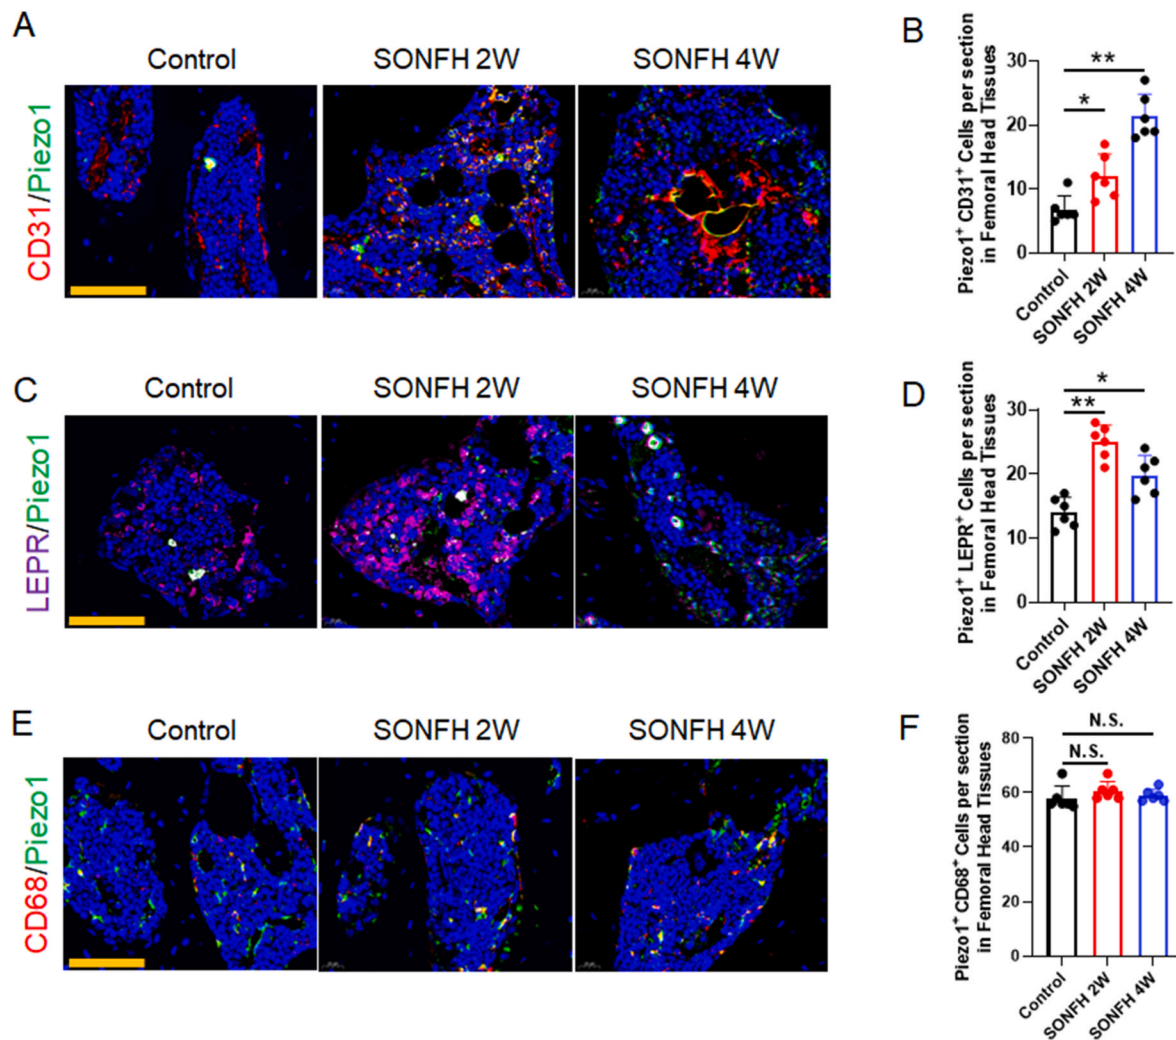 A
Control
SONFH 2W
SONFH 4W
CD31/Piezo1
B
Piezo1+ CD31+ Cells per section
in Femoral Head Tissues
30
20
10
0
**
*
Control
SONFH 2W
SONFH 4W
C
Control
SONFH 2W
SONFH 4W
LEPR/Piezo1
D
Piezo1+ LEPR+ Cells per section
in Femoral Head Tissues
30
20
10
0
*
**
Control
SONFH 2W
SONFH 4W
E
Control
SONFH 2W
SONFH 4W
CD68/Piezo1
F
Piezo1+ CD68+ Cells per section
in Femoral Head Tissues
80
60
40
20
0
N.S.
N.S.
Control
SONFH 2W
SONFH 4W